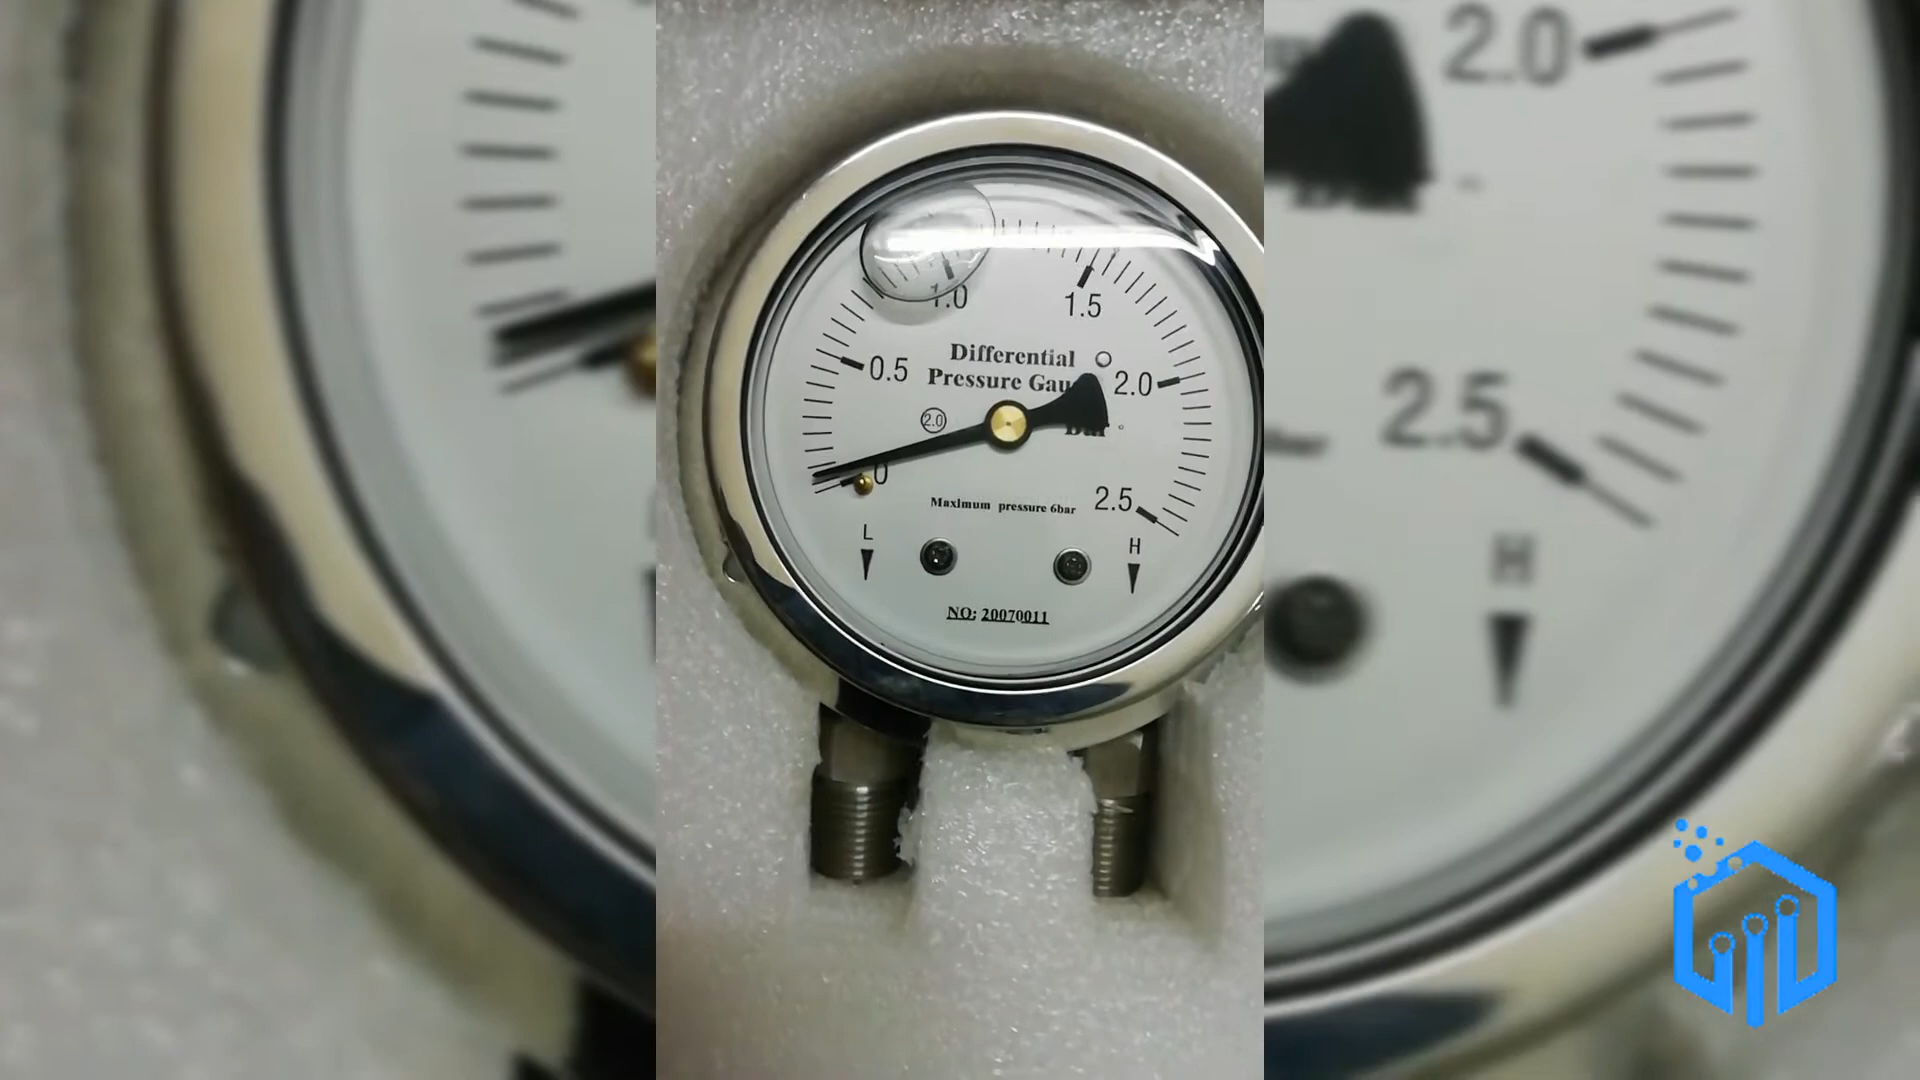 1.0
1.5
0.5
Differential
Pressure Gau
2.0
2.0
bar
0
Maximum pressure 6bar
2.5
L
H
NO: 20070011
2.0
2.5
H